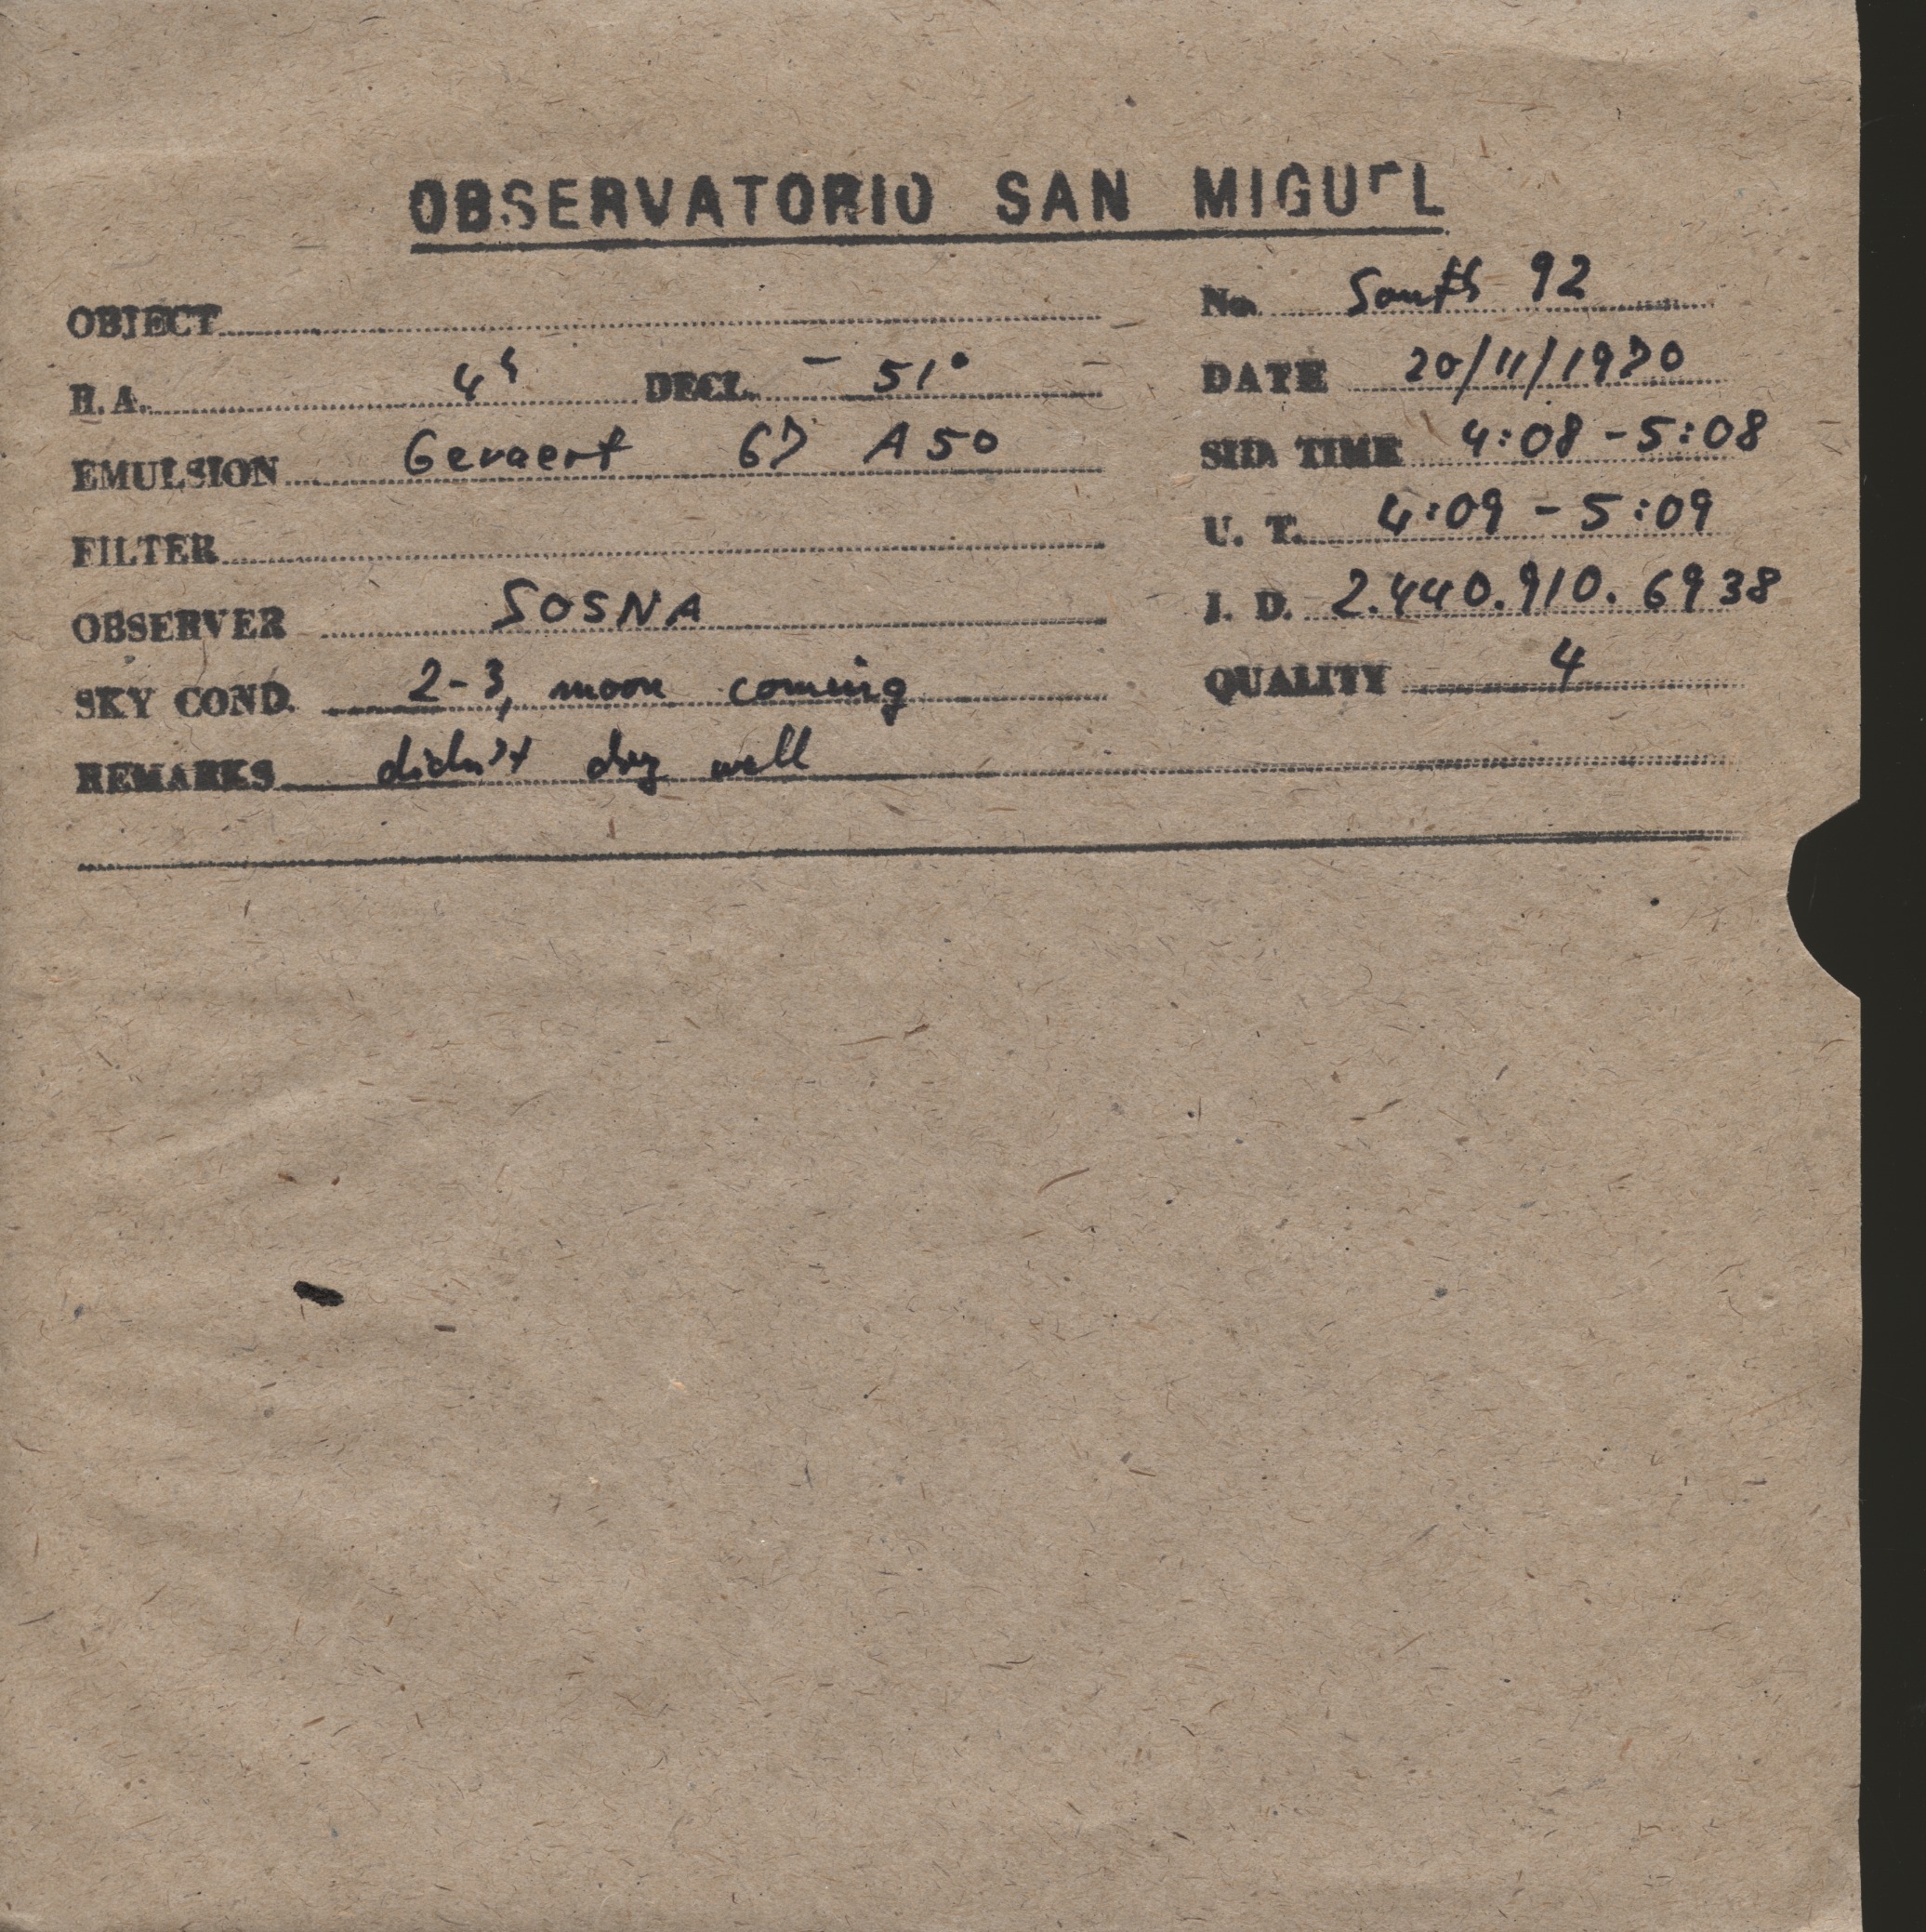 OBSERVATORIO SAN MIGUEL
OBJECT
No. South 92
R.A. 4h DECL. - 51°
DATE 20/11/1970
EMULSION Gevaert 67 A 50
SID. TIME 4:08 - 5:08
FILTER
U. T. 4:09 - 5:09
OBSERVER SOSNA
J. D. 2.440.910.6938
SKY COND. 2-3, moon coming
QUALITY 4
REMARKS didn't dry well